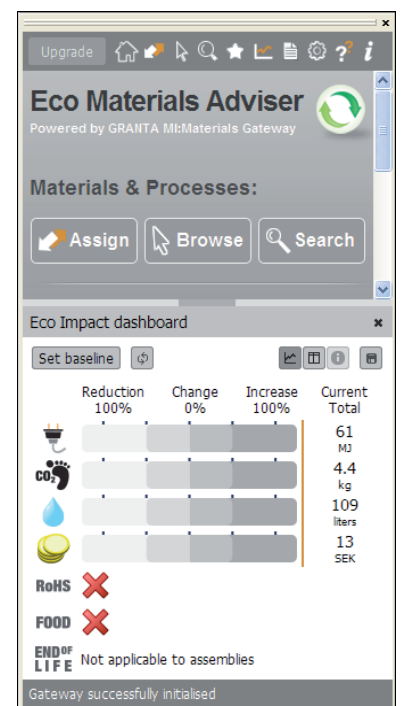 Upgrade
Eco Materials Adviser
Powered by GRANTA MI:Materials Gateway
Materials & Processes:
Assign Browse Search
Eco Impact dashboard
Set baseline
Reduction Change Increase Current
100% 0% 100% Total
61
MJ
CO2 4.4
kg
109
liters
13
SEK
RoHS
FOOD
END OF LIFE Not applicable to assemblies
Gateway successfully initialised